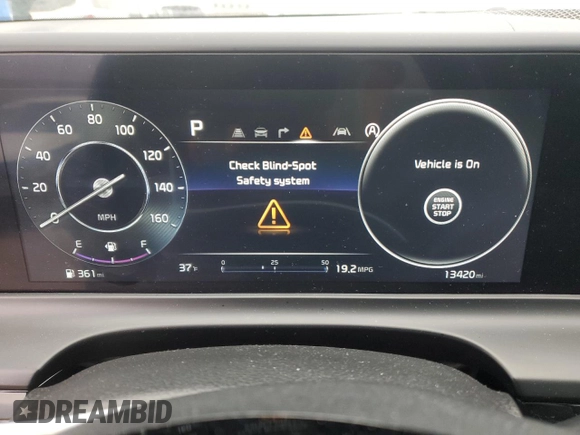 60 80 100
40 120
20 140
0 160
MPH
E F
361 mi
P
Check Blind-Spot
Safety system
37°F
0 25 50
19.2 MPG
A
Vehicle is On
ENGINE
START
STOP
13420 mi
DREAMBID